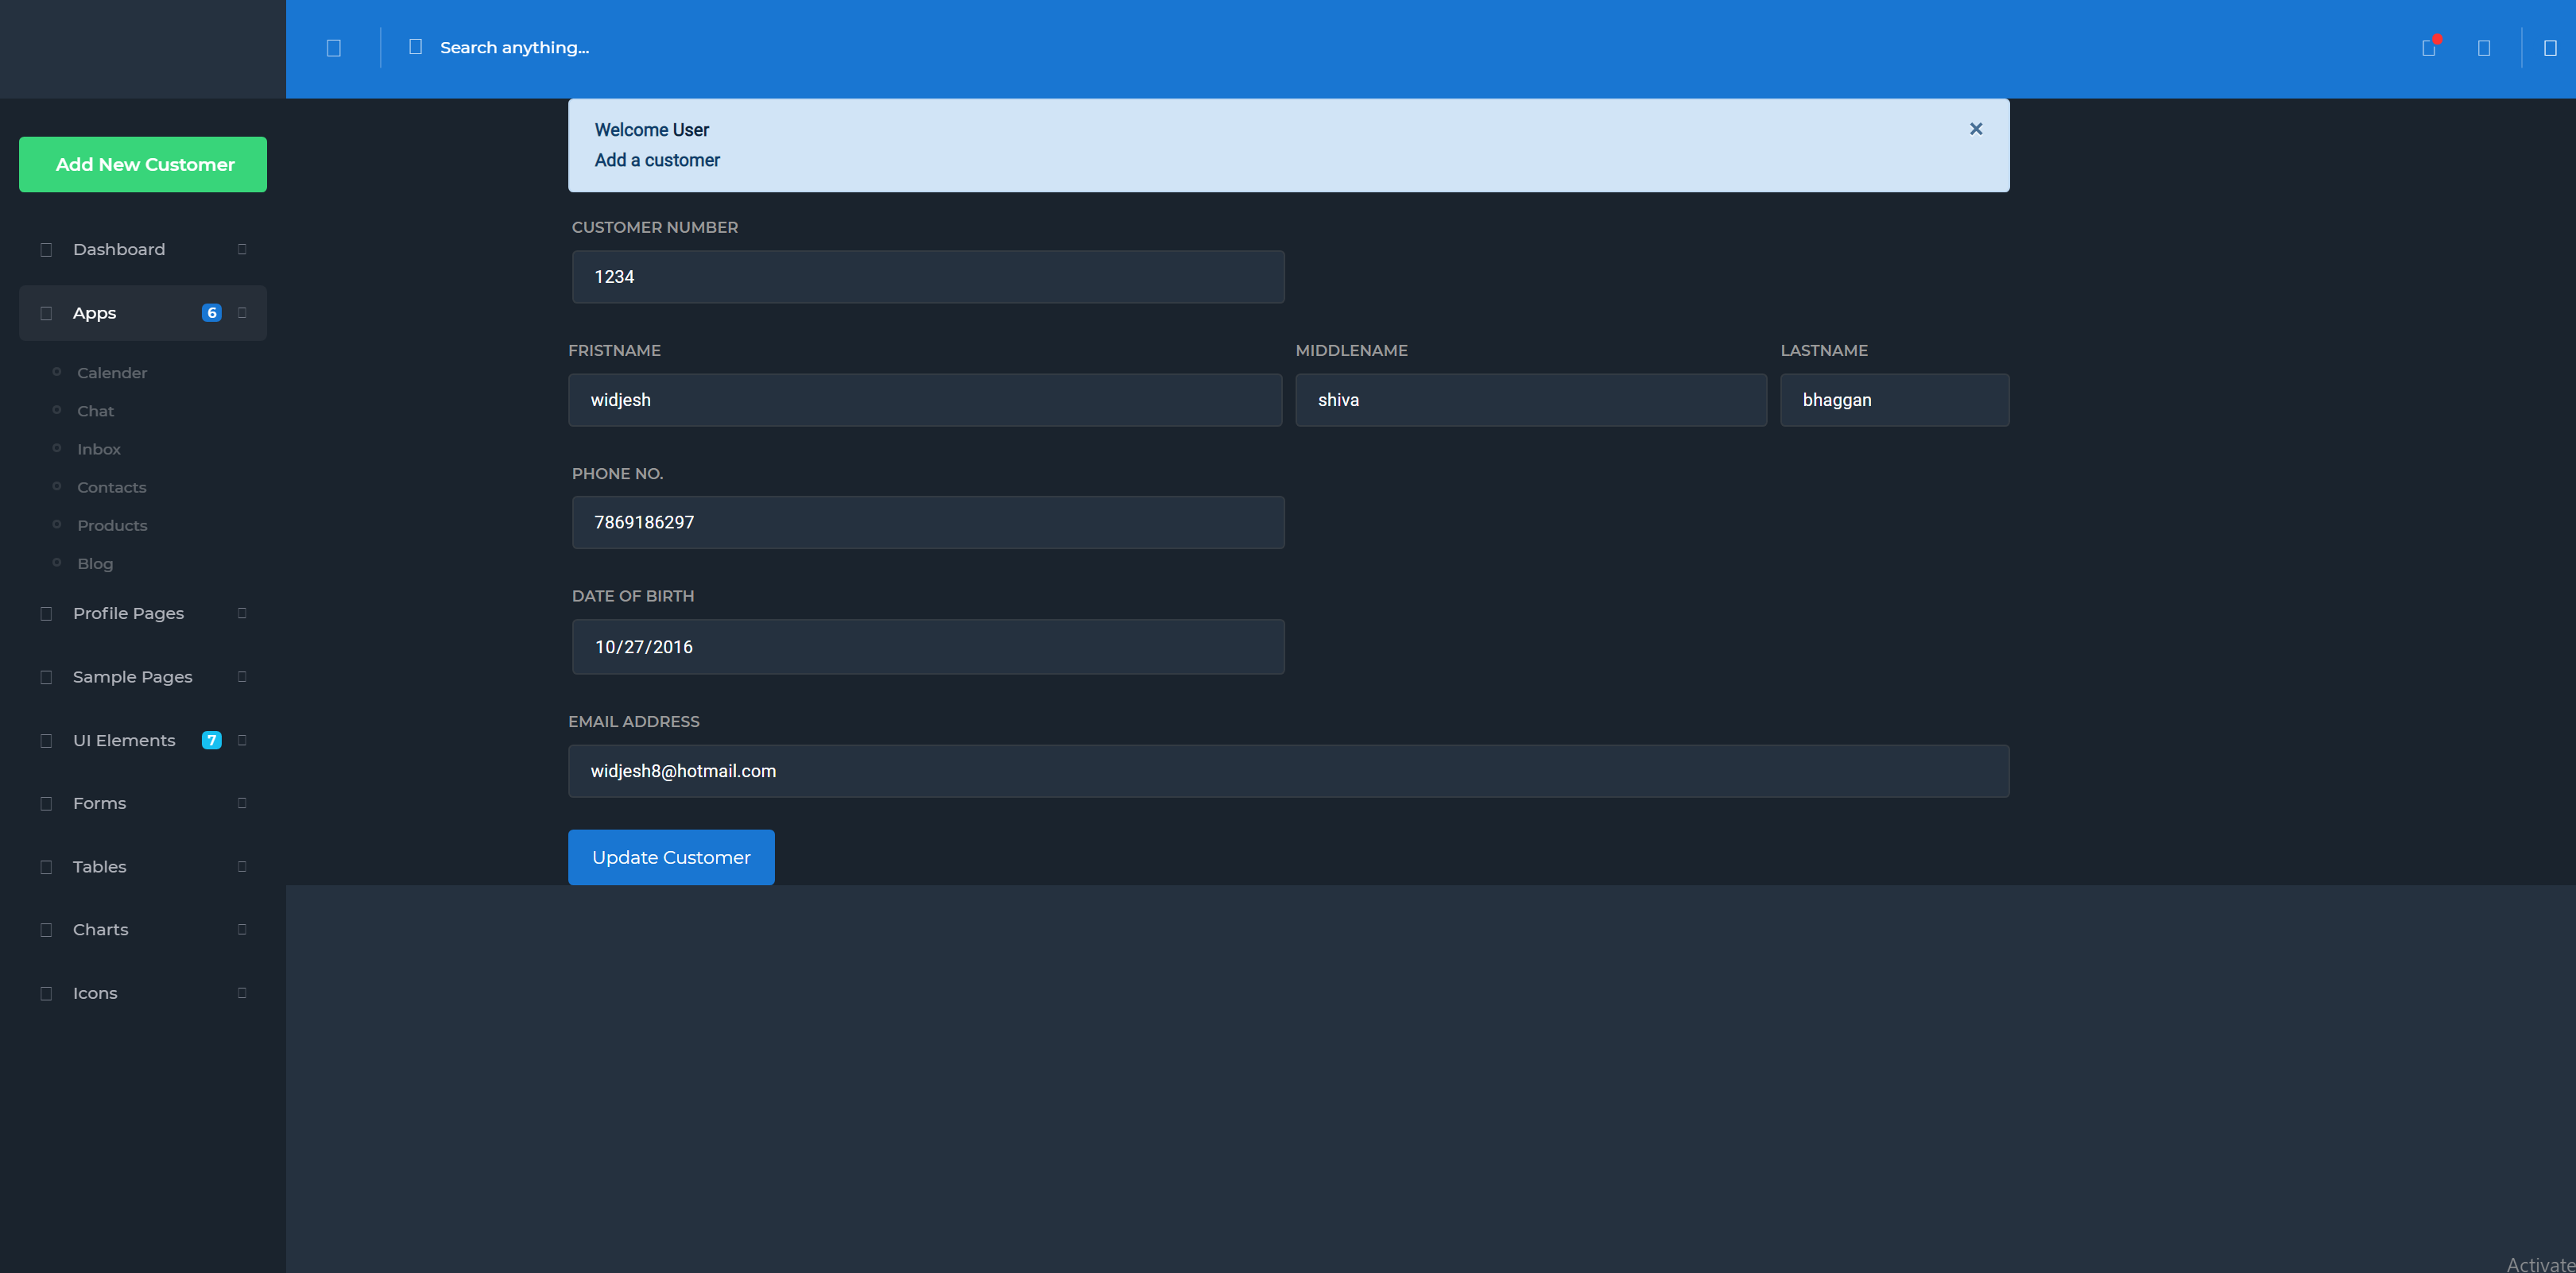 Search anything...
Add New Customer
Dashboard
Apps 6
Calender
Chat
Inbox
Contacts
Products
Blog
Profile Pages
Sample Pages
UI Elements 7
Forms
Tables
Charts
Icons
Welcome User
Add a customer
×
CUSTOMER NUMBER
1234
FRISTNAME MIDDLENAME LASTNAME
widjesh shiva bhaggan
PHONE NO.
7869186297
DATE OF BIRTH
10/27/2016
EMAIL ADDRESS
widjesh8@hotmail.com
Update Customer
Activate